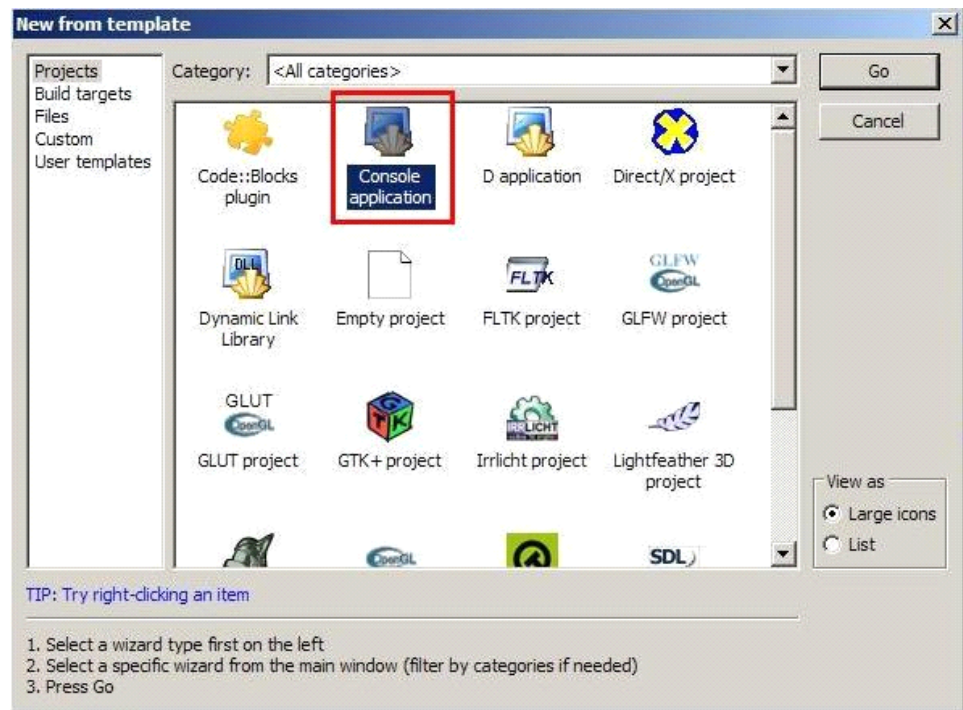 New from template
Projects
Build targets
Files
Custom
User templates
Category: <All categories>
Go
Cancel
Code::Blocks
plugin
Console
application
D application
Direct/X project
DLL
Dynamic Link
Library
Empty project
FLTK
FLTK project
GLFW
OpenGL
GLFW project
GLUT
OpenGL
GLUT project
GTK
GTK+ project
IRRLICHT
Irrlicht project
Lightfeather 3D
project
OpenGL
SDL
View as
Large icons
List
TIP: Try right-clicking an item
1. Select a wizard type first on the left
2. Select a specific wizard from the main window (filter by categories if needed)
3. Press Go